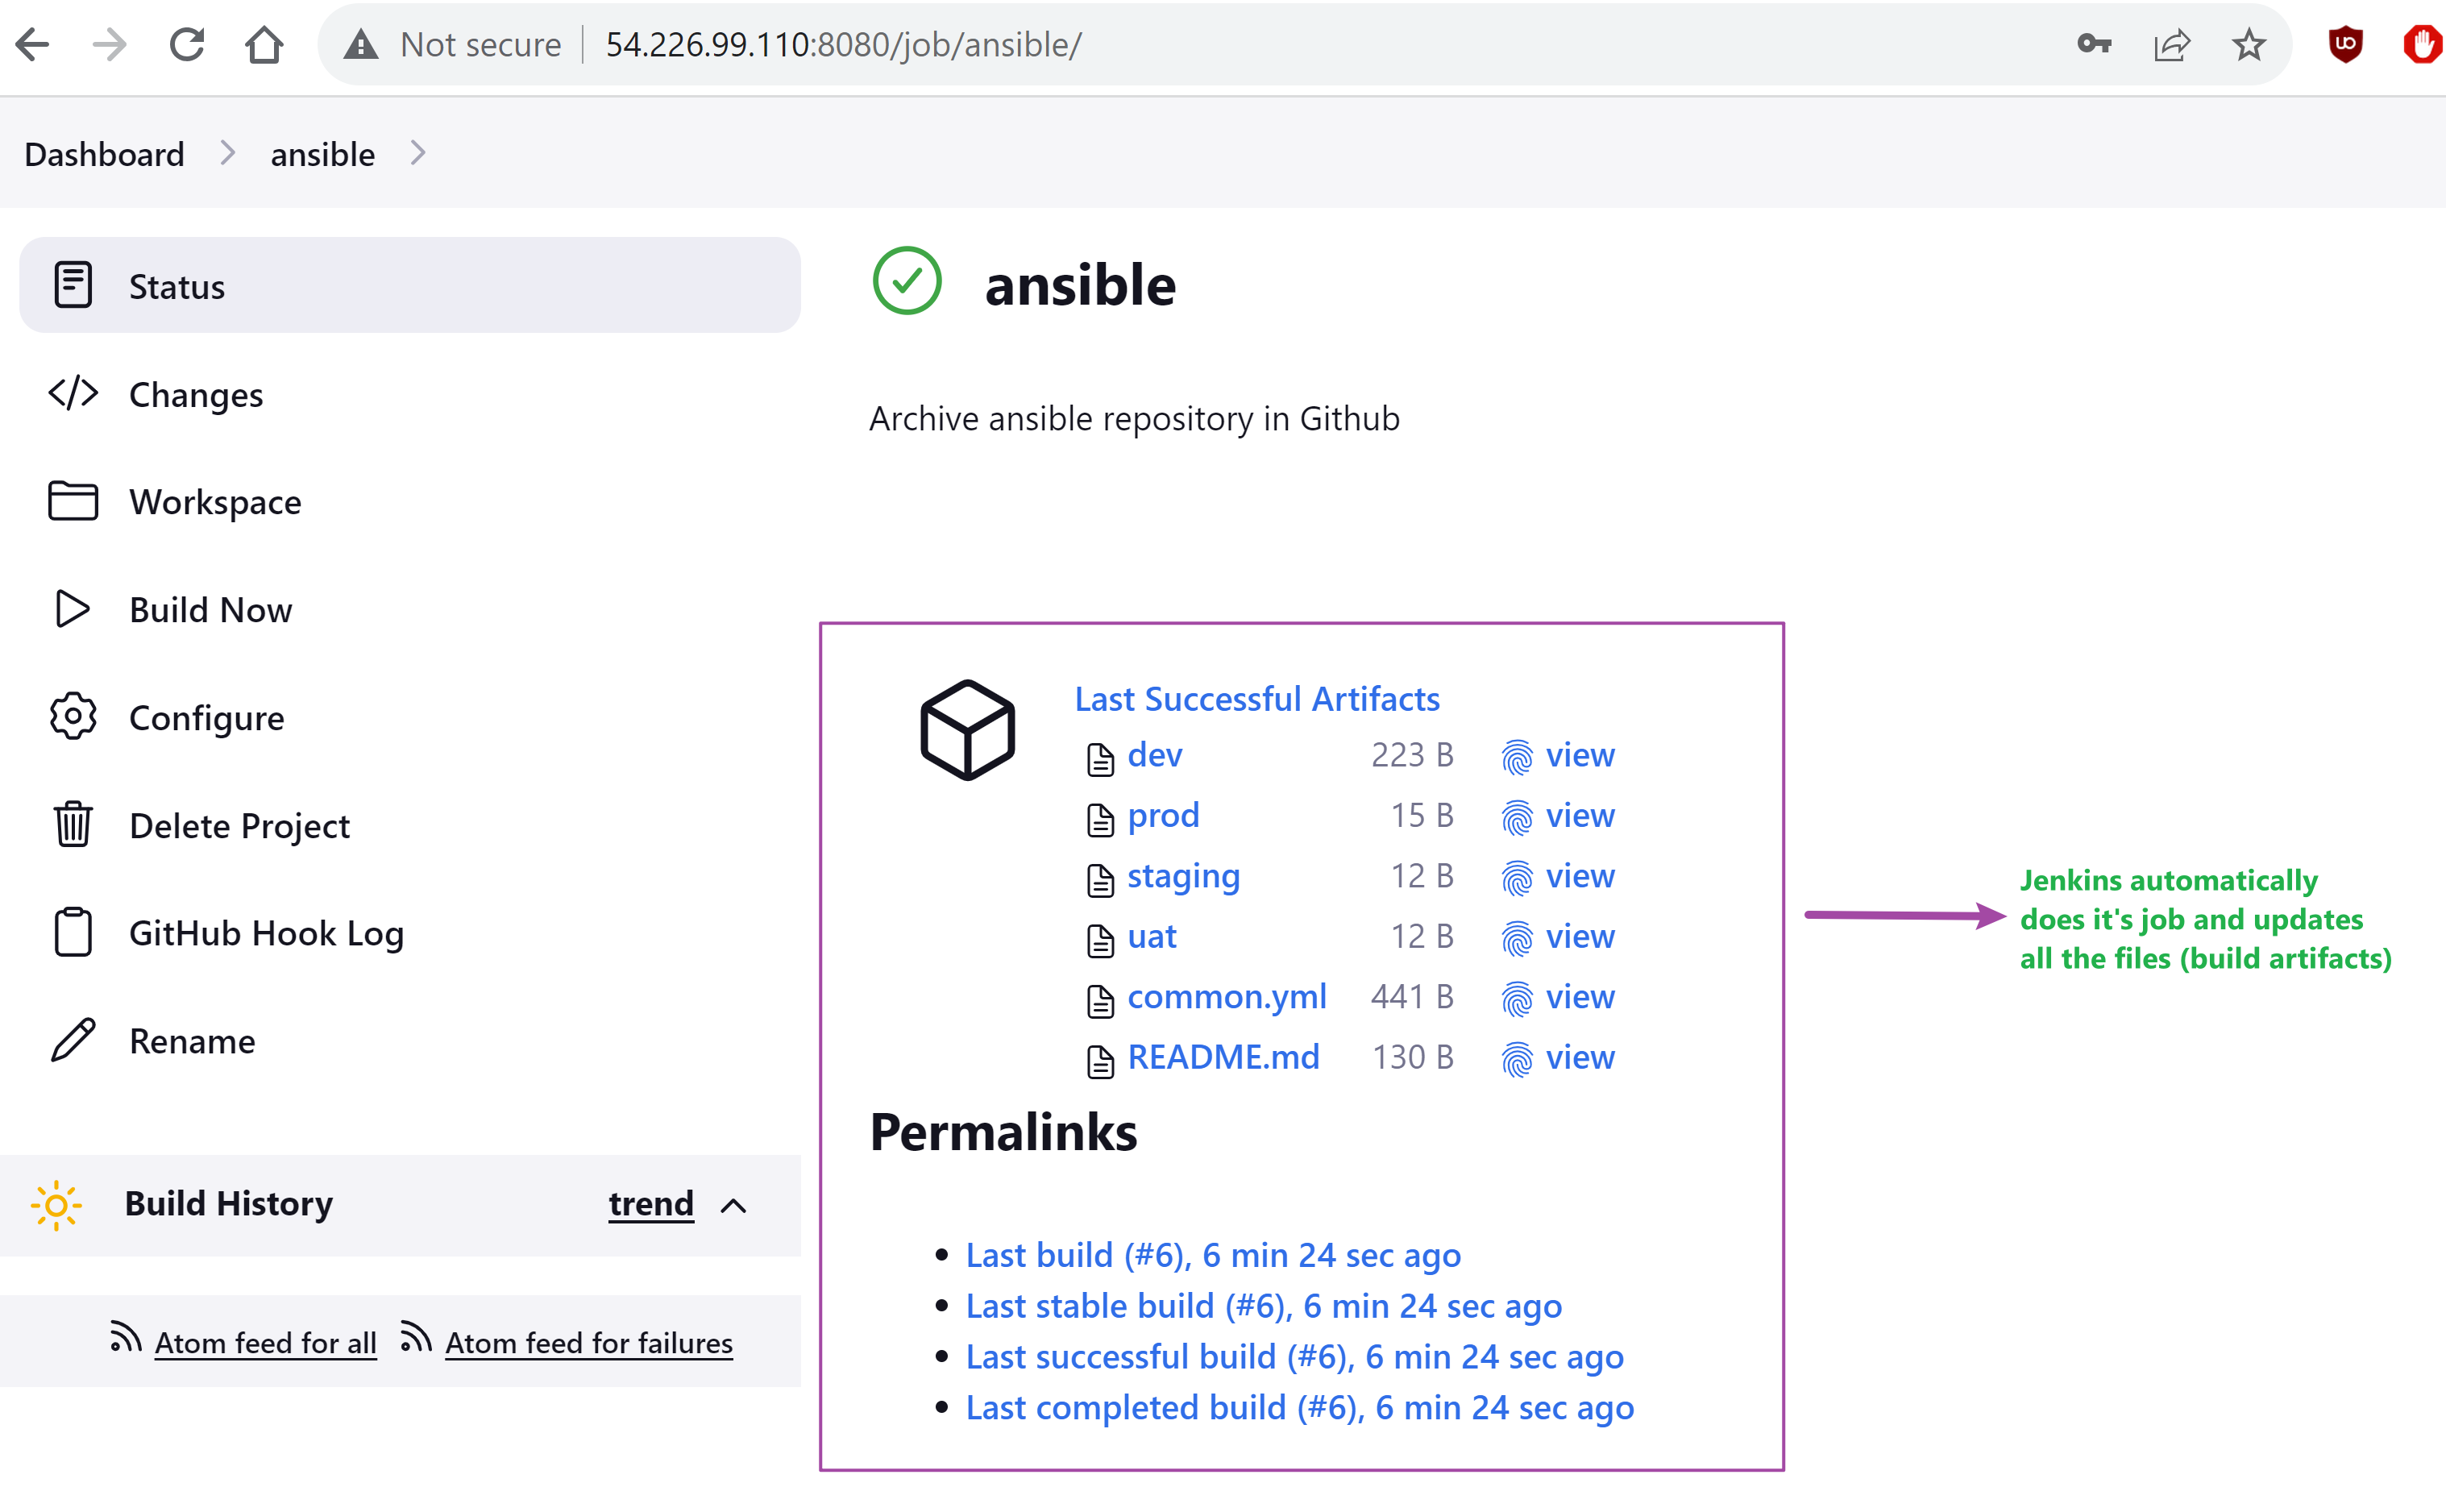 Not secure 54.226.99.110:8080/job/ansible/
Dashboard ansible
Status
Changes
Workspace
Build Now
Configure
Delete Project
GitHub Hook Log
Rename
Build History trend
Atom feed for all Atom feed for failures
ansible
Archive ansible repository in Github
Last Successful Artifacts
dev 223 B view
prod 15 B view
staging 12 B view
uat 12 B view
common.yml 441 B view
README.md 130 B view
Permalinks
Last build (#6), 6 min 24 sec ago
Last stable build (#6), 6 min 24 sec ago
Last successful build (#6), 6 min 24 sec ago
Last completed build (#6), 6 min 24 sec ago
Jenkins automatically
does it's job and updates
all the files (build artifacts)